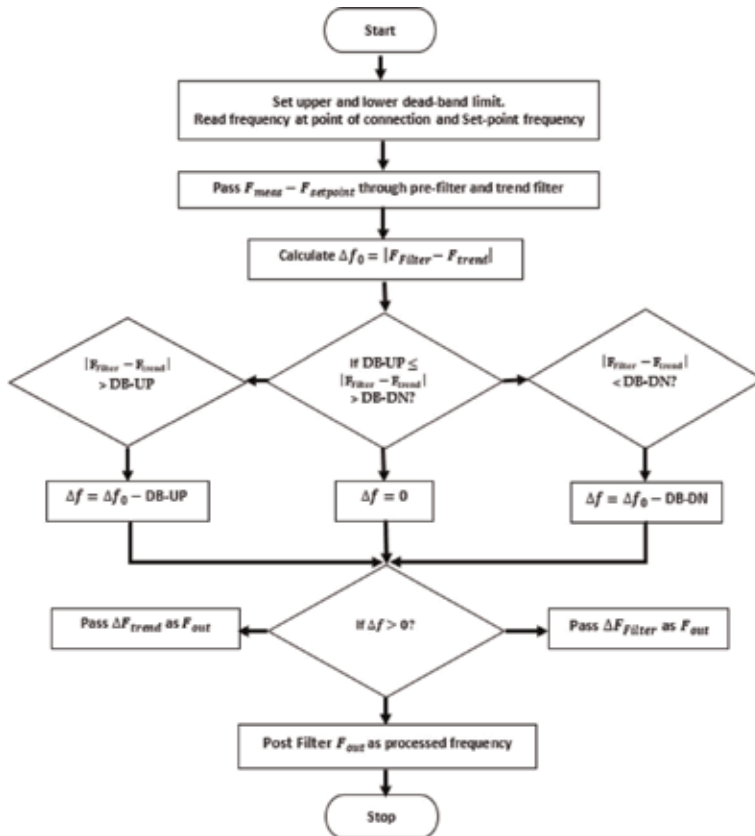 Start
Set upper and lower dead-band limit.
Read frequency at point of connection and Set-point frequency
Pass F_meas − F_setpoint through pre-filter and trend filter
Calculate Δf_0 = |F_Filter − F_trend|
|F_Filter − F_trend|
> DB-UP
If DB-UP ≤
|F_Filter − F_trend|
> DB-DN?
|F_Filter − F_trend|
< DB-DN?
Δf = Δf_0 − DB-UP
Δf = 0
Δf = Δf_0 − DB-DN
Pass ΔF_trend as F_out
If Δf > 0?
Pass ΔF_Filter as F_out
Post Filter F_out as processed frequency
Stop